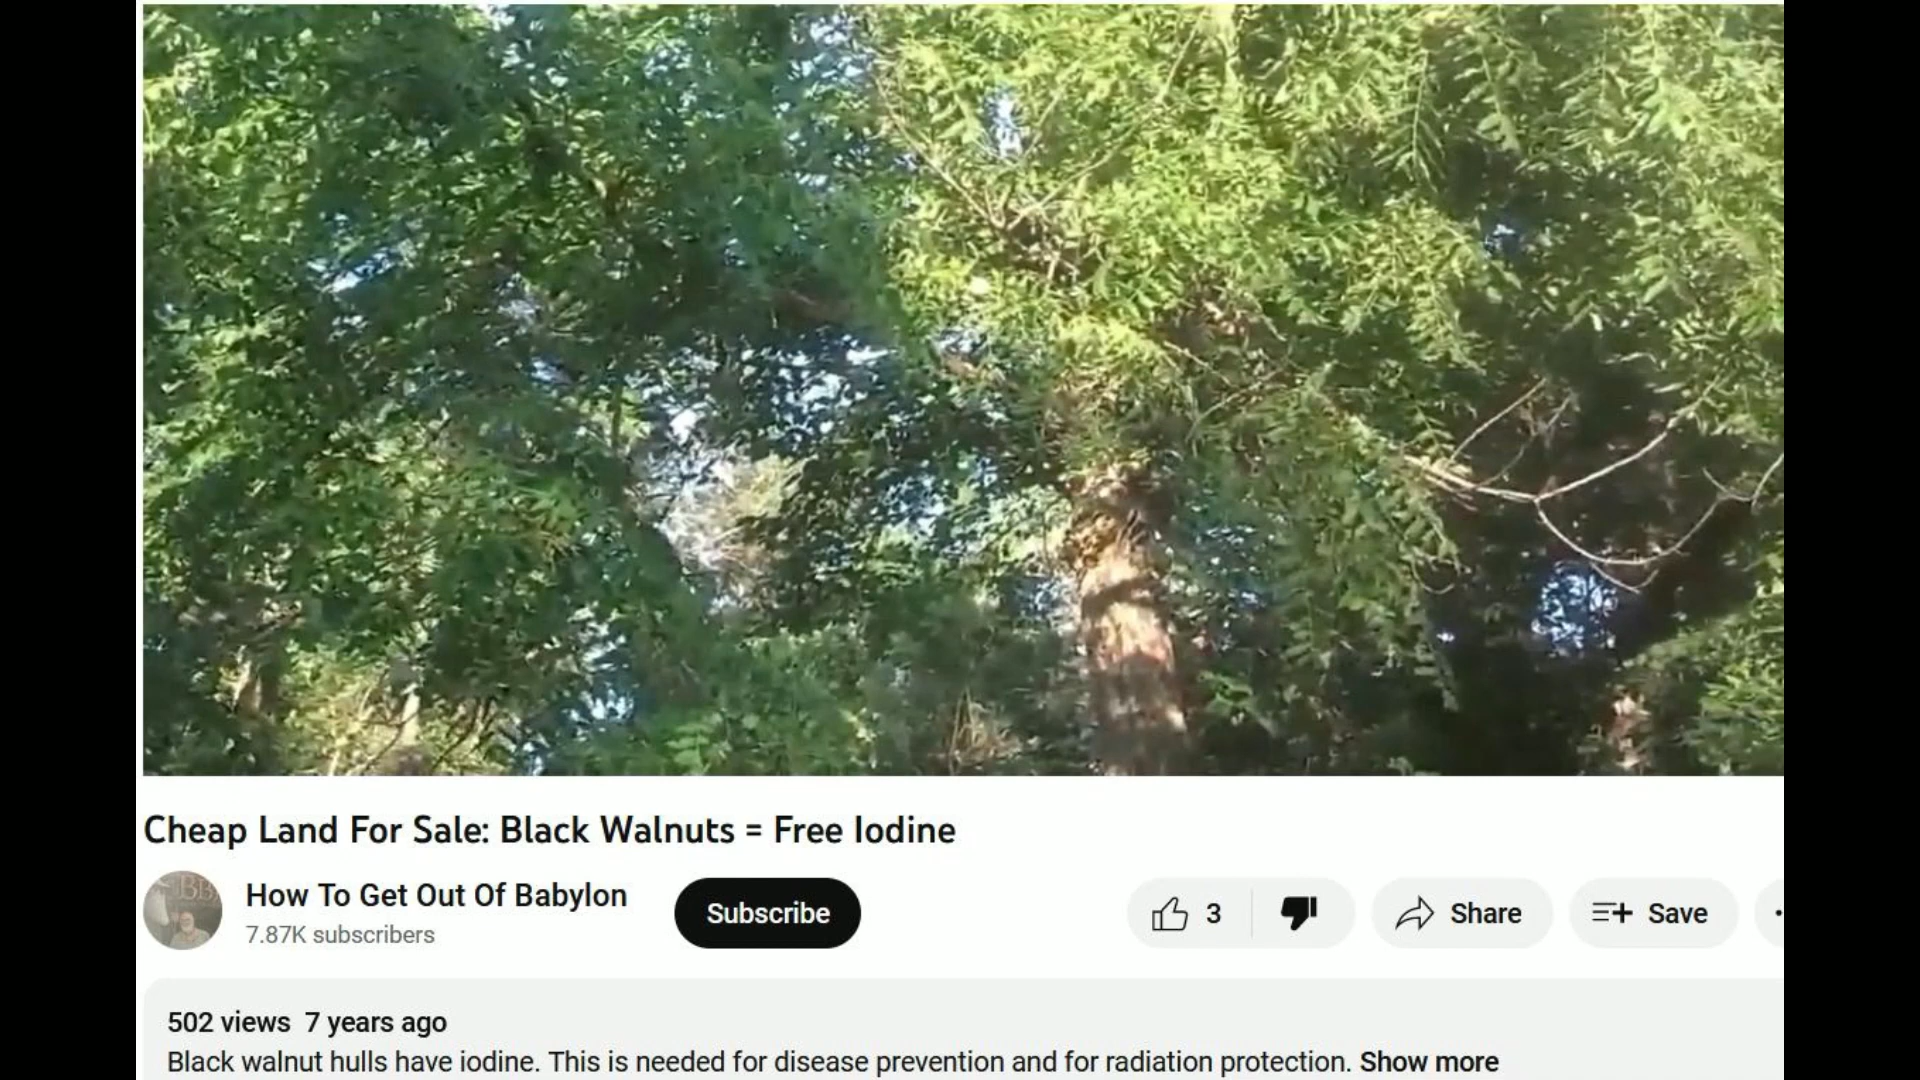 Cheap Land For Sale: Black Walnuts = Free Iodine
How To Get Out Of Babylon
7.87K subscribers
Subscribe
3
Share
Save
502 views 7 years ago
Black walnut hulls have iodine. This is needed for disease prevention and for radiation protection. Show more